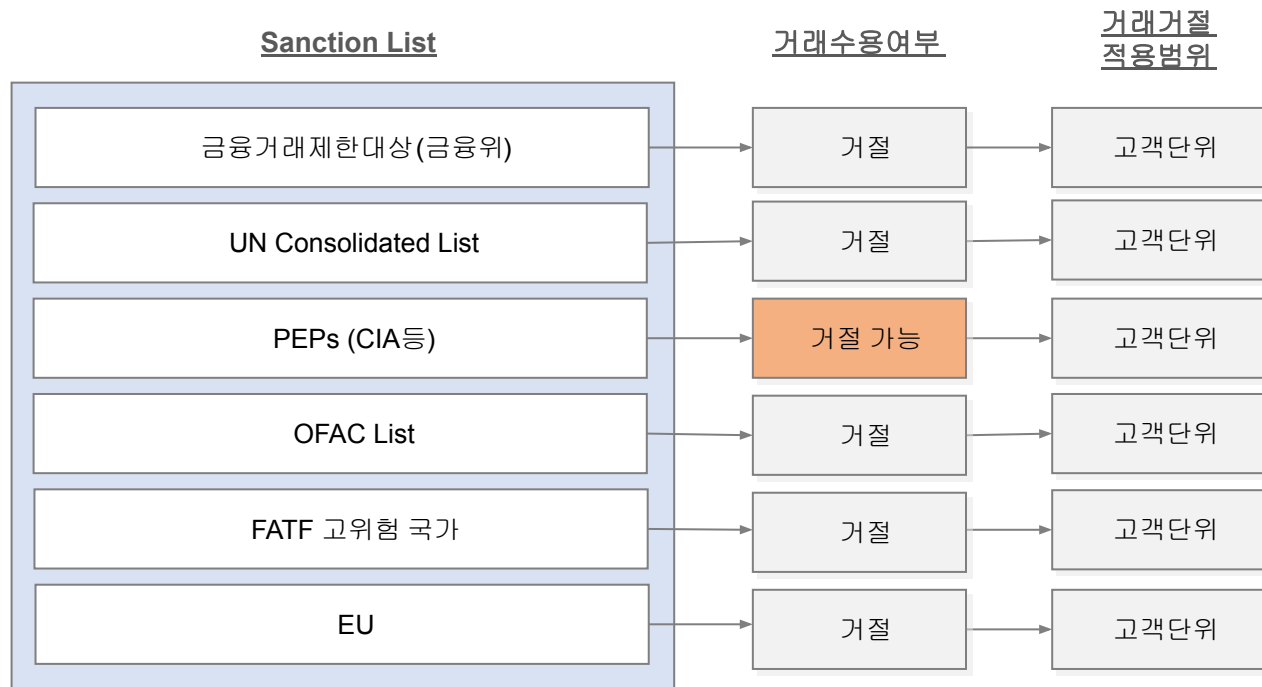 Sanction List 거래수용여부 거래거절
적용범위
금융거래제한대상(금융위) 거절 고객단위
UN Consolidated List 거절 고객단위
PEPs (CIA등) 거절 가능 고객단위
OFAC List 거절 고객단위
FATF 고위험 국가 거절 고객단위
EU 거절 고객단위